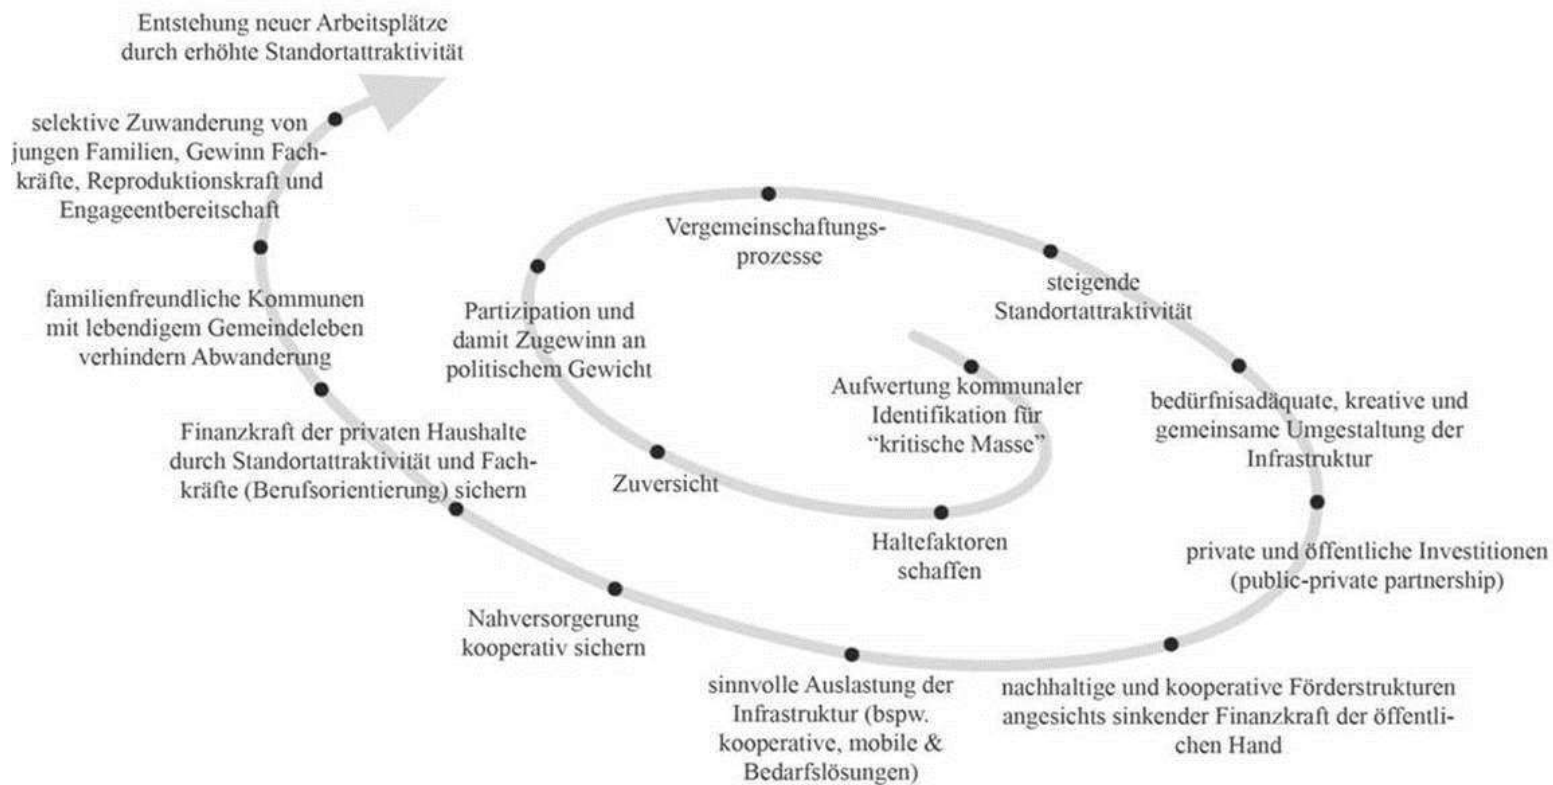 Entstehung neuer Arbeitsplätze
durch erhöhte Standortattraktivität
selektive Zuwanderung von
jungen Familien, Gewinn Fach-
kräfte, Reproduktionskraft und
Engageentbereitschaft
familienfreundliche Kommunen
mit lebendigem Gemeindeleben
verhindern Abwanderung
Finanzkraft der privaten Haushalte
durch Standortattraktivität und Fach-
kräfte (Berufsorientierung) sichern
Nahversorgerung
kooperativ sichern
sinnvolle Auslastung der
Infrastruktur (bspw.
kooperative, mobile &
Bedarfslösungen)
nachhaltige und kooperative Förderstrukturen
angesichts sinkender Finanzkraft der öffentli-
chen Hand
private und öffentliche Investitionen
(public-private partnership)
bedürfnisadäquate, kreative und
gemeinsame Umgestaltung der
Infrastruktur
steigende
Standortattraktivität
Vergemeinschaftungs-
prozesse
Partizipation und
damit Zugewinn an
politischem Gewicht
Zuversicht
Haltefaktoren
schaffen
Aufwertung kommunaler
Identifikation für
“kritische Masse”